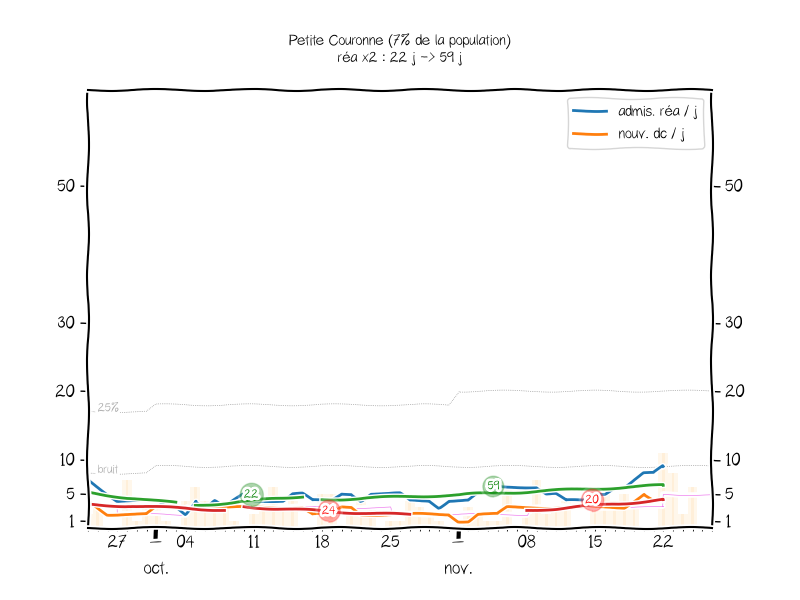 Petite Couronne (7% de la population)
réa x2 : 22 j -> 59 j
admis. réa / j
nouv. dc / j
50 50
30 30
20 20
25%
10 10
bruit
5 5
1 1
22 24 59 20
27 04 11 18 25 08 15 22
oct. nov.